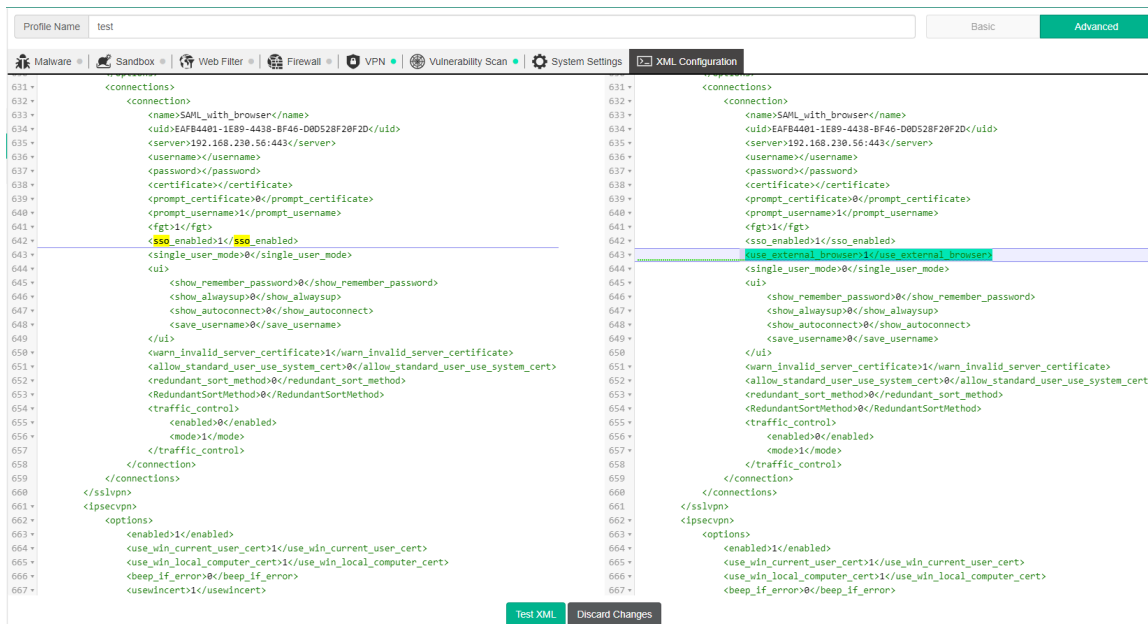 Profile Name test Basic Advanced
Malware Sandbox Web Filter Firewall VPN Vulnerability Scan System Settings XML Configuration
631 <connections>
632 <connection>
633 <name>SAML_with_browser</name>
634 <uid>EAFB4401-1E89-4438-BF46-D0D528F20F2D</uid>
635 <server>192.168.230.56:443</server>
636 <username></username>
637 <password></password>
638 <certificate></certificate>
639 <prompt_certificate>0</prompt_certificate>
640 <prompt_username>1</prompt_username>
641 <fgt>1</fgt>
642 <sso_enabled>1</sso_enabled>
643 <single_user_mode>0</single_user_mode>
644 <ui>
645 <show_remember_password>0</show_remember_password>
646 <show_alwaysup>0</show_alwaysup>
647 <show_autoconnect>0</show_autoconnect>
648 <save_username>0</save_username>
649 </ui>
650 <warn_invalid_server_certificate>1</warn_invalid_server_certificate>
651 <allow_standard_user_use_system_cert>0</allow_standard_user_use_system_cert>
652 <redundant_sort_method>0</redundant_sort_method>
653 <RedundantSortMethod>0</RedundantSortMethod>
654 <traffic_control>
655 <enabled>0</enabled>
656 <mode>1</mode>
657 </traffic_control>
658 </connection>
659 </connections>
660 </sslvpn>
661 <ipsecvpn>
662 <options>
663 <enabled>1</enabled>
664 <use_win_current_user_cert>1</use_win_current_user_cert>
665 <use_win_local_computer_cert>1</use_win_local_computer_cert>
666 <beep_if_error>0</beep_if_error>
667 <usewincert>1</usewincert>
631 <connections>
632 <connection>
633 <name>SAML_with_browser</name>
634 <uid>EAFB4401-1E89-4438-BF46-D0D528F20F2D</uid>
635 <server>192.168.230.56:443</server>
636 <username></username>
637 <password></password>
638 <certificate></certificate>
639 <prompt_certificate>0</prompt_certificate>
640 <prompt_username>1</prompt_username>
641 <fgt>1</fgt>
642 <sso_enabled>1</sso_enabled>
643 <use_external_browser>1</use_external_browser>
644 <single_user_mode>0</single_user_mode>
645 <ui>
646 <show_remember_password>0</show_remember_password>
647 <show_alwaysup>0</show_alwaysup>
648 <show_autoconnect>0</show_autoconnect>
649 <save_username>0</save_username>
650 </ui>
651 <warn_invalid_server_certificate>1</warn_invalid_server_certificate>
652 <allow_standard_user_use_system_cert>0</allow_standard_user_use_system_cert
653 <redundant_sort_method>0</redundant_sort_method>
654 <RedundantSortMethod>0</RedundantSortMethod>
655 <traffic_control>
656 <enabled>0</enabled>
657 <mode>1</mode>
658 </traffic_control>
659 </connection>
660 </connections>
661 </sslvpn>
662 <ipsecvpn>
663 <options>
664 <enabled>1</enabled>
665 <use_win_current_user_cert>1</use_win_current_user_cert>
666 <use_win_local_computer_cert>1</use_win_local_computer_cert>
667 <beep_if_error>0</beep_if_error>
Test XML Discard Changes